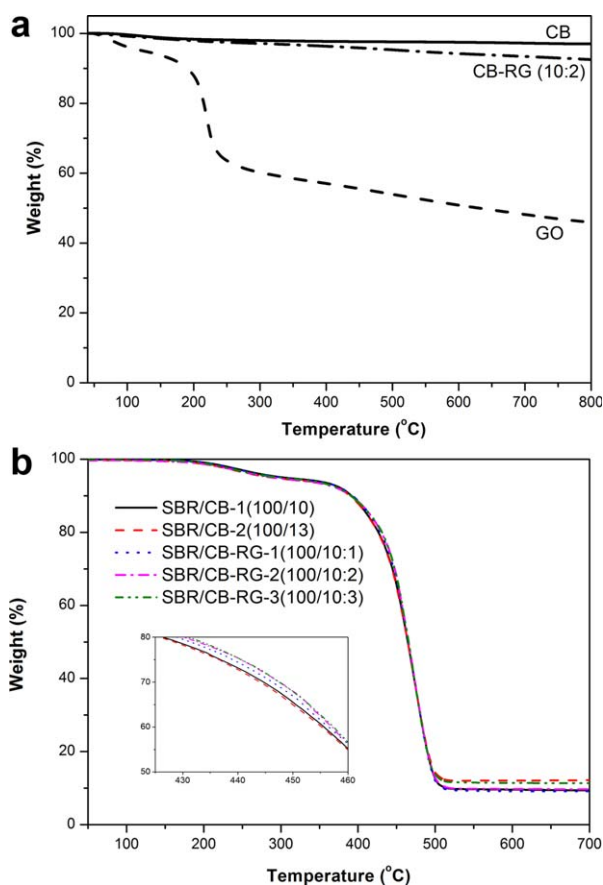 a
100
80
60
40
20
0
Weight (%)
CB
CB-RG (10:2)
GO
100 200 300 400 500 600 700 800
Temperature (°C)
b
100
80
60
40
20
0
Weight (%)
SBR/CB-1(100/10)
SBR/CB-2(100/13)
SBR/CB-RG-1(100/10:1)
SBR/CB-RG-2(100/10:2)
SBR/CB-RG-3(100/10:3)
80
70
60
50
430 440 450 460
100 200 300 400 500 600 700
Temperature (°C)